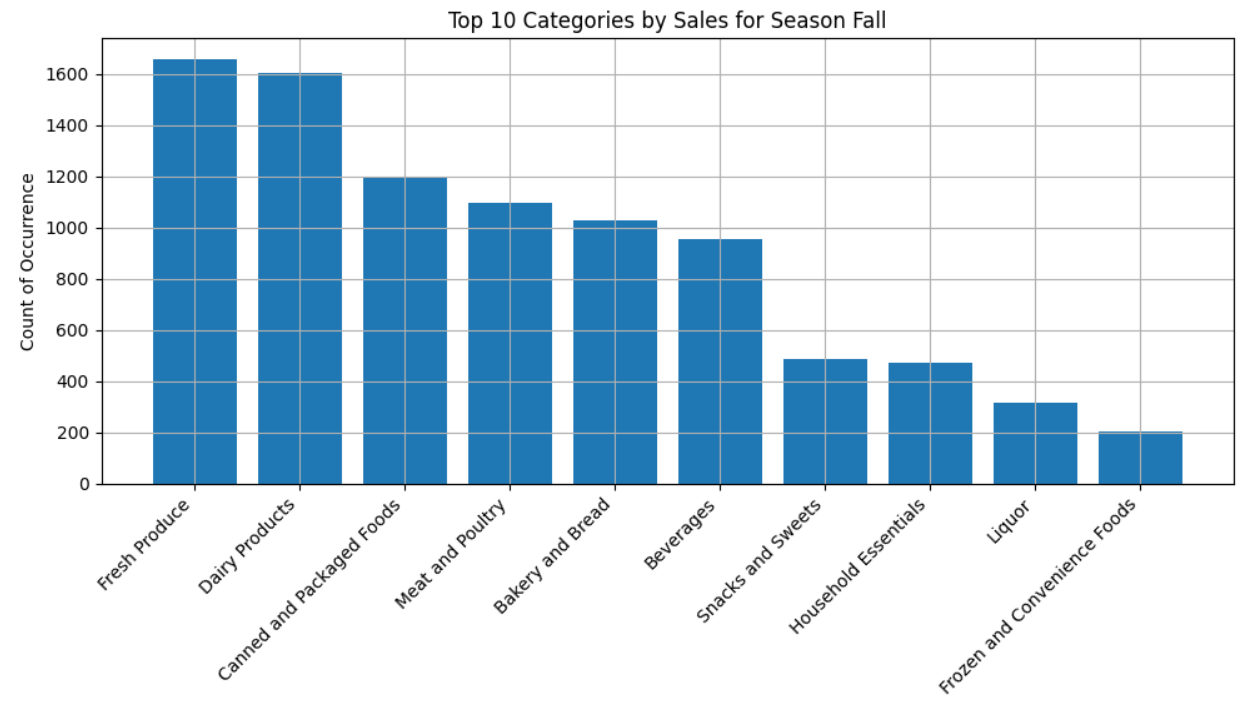 Top 10 Categories by Sales for Season Fall
Count of Occurrence
1600
1400
1200
1000
800
600
400
200
0
Fresh Produce
Dairy Products
Canned and Packaged Foods
Meat and Poultry
Bakery and Bread
Beverages
Snacks and Sweets
Household Essentials
Liquor
Frozen and Convenience Foods